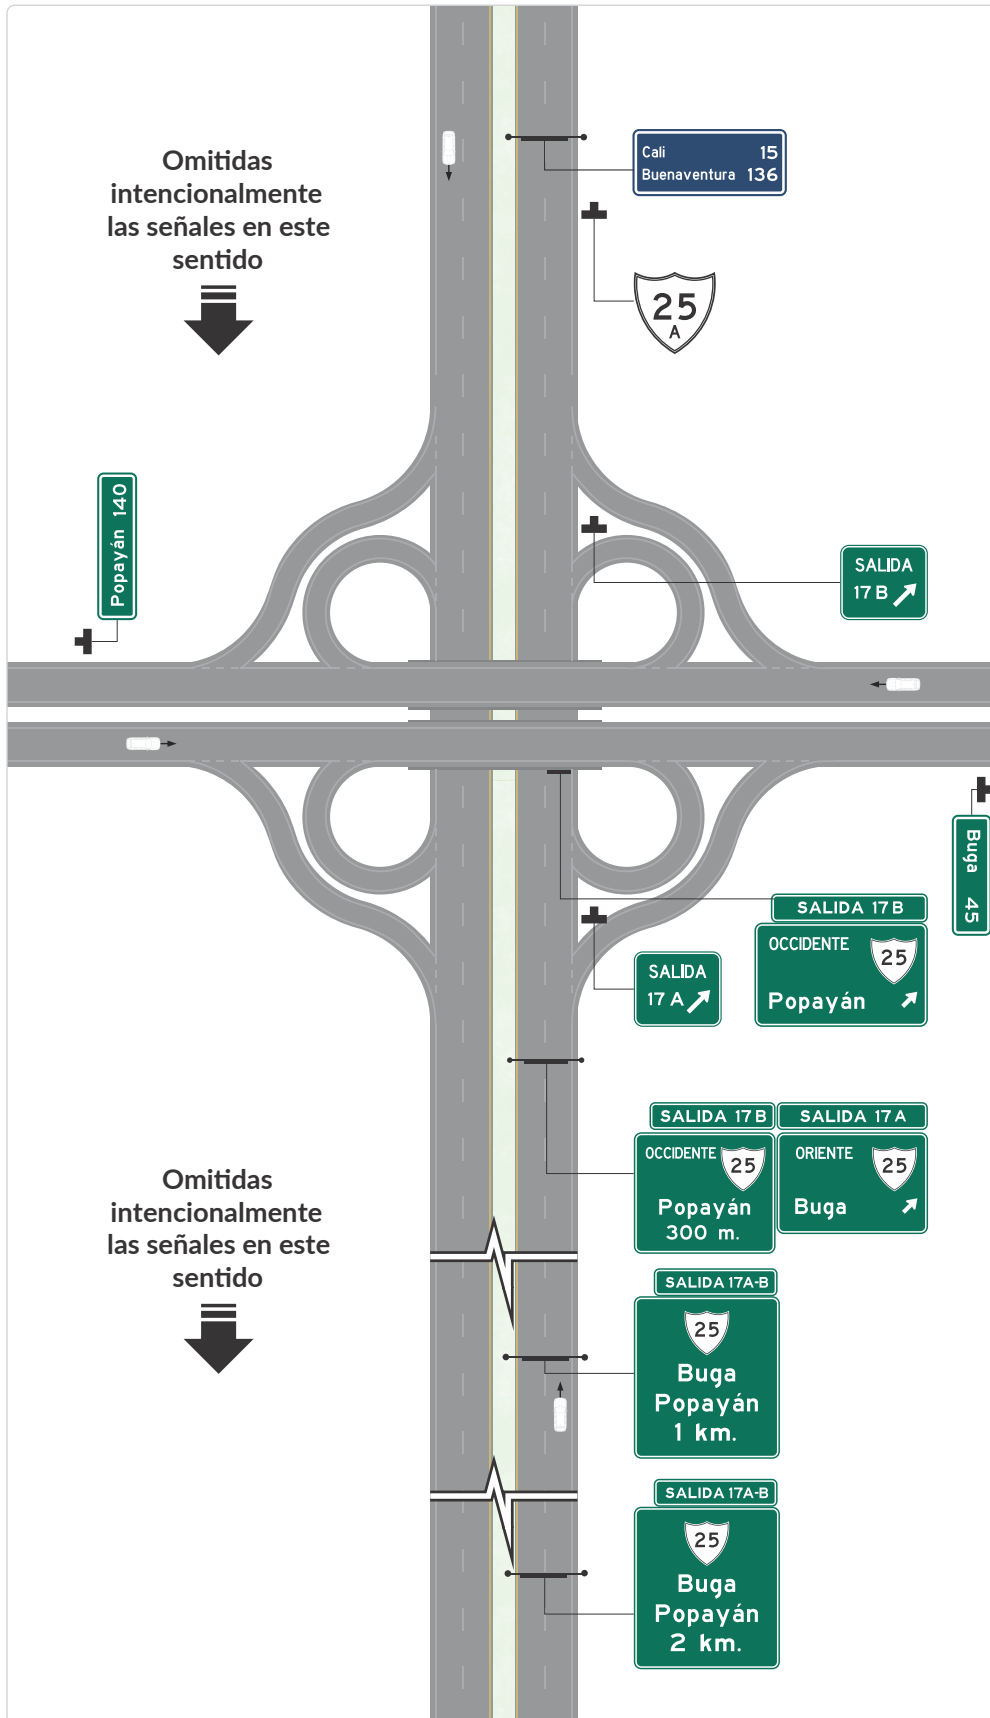 Omitidas
intencionalmente
las señales en este
sentido
Cali 15
Buenaventura 136
25
A
Popayán 140
SALIDA
17 B
Buga 45
SALIDA 17 B
OCCIDENTE
25
Popayán
SALIDA
17 A
SALIDA 17 B
OCCIDENTE
25
Popayán
300 m.
SALIDA 17 A
ORIENTE
25
Buga
Omitidas
intencionalmente
las señales en este
sentido
SALIDA 17A-B
25
Buga
Popayán
1 km.
SALIDA 17A-B
25
Buga
Popayán
2 km.